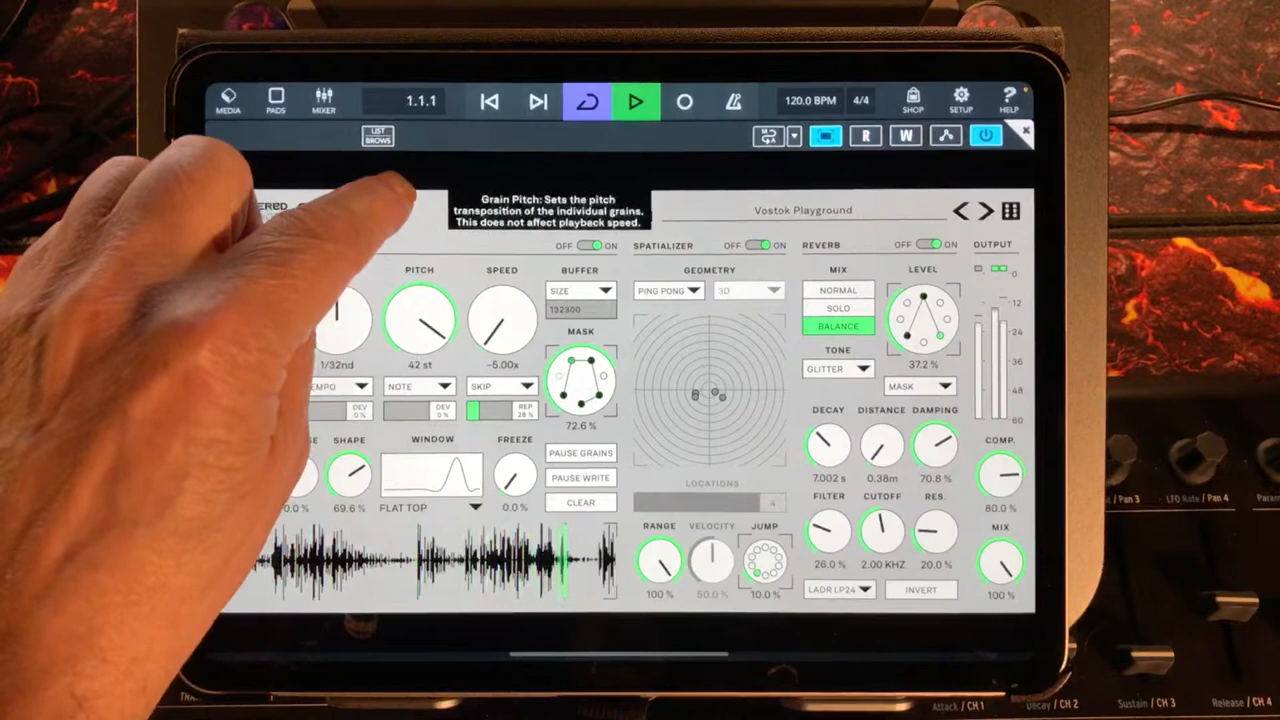 MEDIA
PADS
MIXER
1.1.1
120.0 BPM
4/4
SHOP
SETUP
HELP
LIST
BROWS
R
W
Grain Pitch: Sets the pitch
transposition of the individual grains.
This does not affect playback speed.
Vostok Playground
OFF ON
SPATIALIZER
OFF ON
REVERB
OFF ON
OUTPUT
PITCH
SPEED
BUFFER
GEOMETRY
MIX
LEVEL
SIZE
PING PONG
3D
NORMAL
132300
SOLO
MASK
BALANCE
0
12
24
36
48
60
1/32nd
42 st
-5.00x
TONE
37.2 %
GLITTER
NOTE
SKIP
MASK
DEV
0 %
DEV
0 %
REP
28 %
72.6 %
DECAY
DISTANCE
DAMPING
SHAPE
WINDOW
FREEZE
PAUSE GRAINS
COMP.
PAUSE WRITE
LOCATIONS
7.002 s
0.38m
70.8 %
CLEAR
4
FILTER
CUTOFF
RES.
69.6 %
FLAT TOP
0.0 %
80.0 %
RANGE
VELOCITY
JUMP
MIX
26.0 %
2.00 KHZ
20.0 %
100 %
50.0 %
10.0 %
LADR LP24
INVERT
100 %
/ Pan 3
LFO Rate / Pan 4
Attack / CH 1
Decay / CH 2
Sustain / CH 3
Release / CH 4